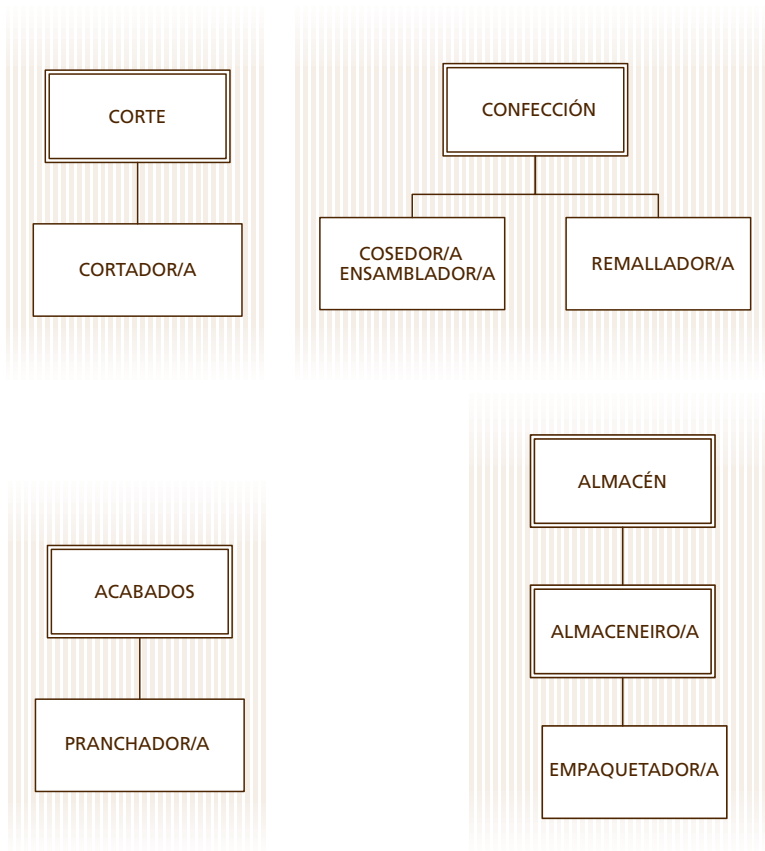 CORTE
CORTADOR/A
CONFECCIÓN
COSEDOR/A
ENSAMBLADOR/A
REMALLADOR/A
ACABADOS
PRANCHADOR/A
ALMACÉN
ALMACENEIRO/A
EMPAQUETADOR/A